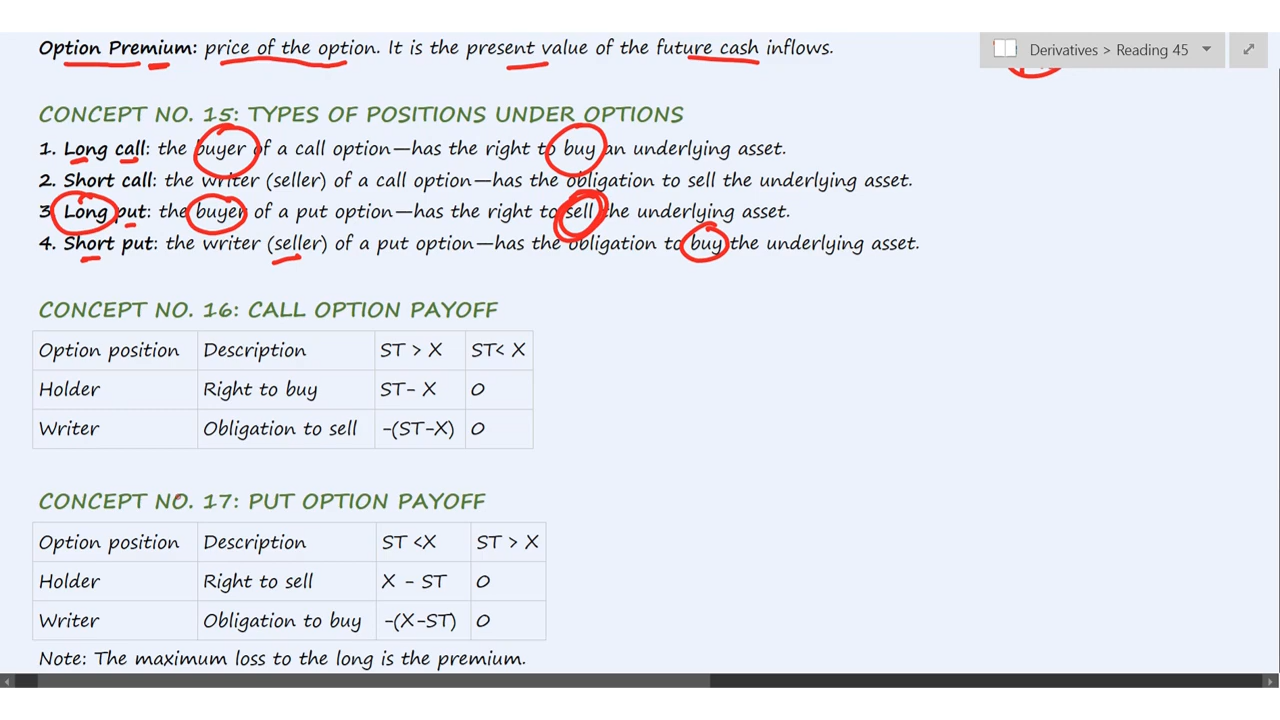 Option Premium: price of the option. It is the present value of the future cash inflows.
Derivatives > Reading 45
CONCEPT NO. 15: TYPES OF POSITIONS UNDER OPTIONS
1. Long call: the buyer of a call option—has the right to buy an underlying asset.
2. Short call: the writer (seller) of a call option—has the obligation to sell the underlying asset.
3. Long put: the buyer of a put option—has the right to sell the underlying asset.
4. Short put: the writer (seller) of a put option—has the obligation to buy the underlying asset.
CONCEPT NO. 16: CALL OPTION PAYOFF
Option position Description ST > X ST< X
Holder Right to buy ST- X 0
Writer Obligation to sell -(ST-X) 0
CONCEPT NO. 17: PUT OPTION PAYOFF
Option position Description ST <X ST > X
Holder Right to sell X - ST 0
Writer Obligation to buy -(X-ST) 0
Note: The maximum loss to the long is the premium.